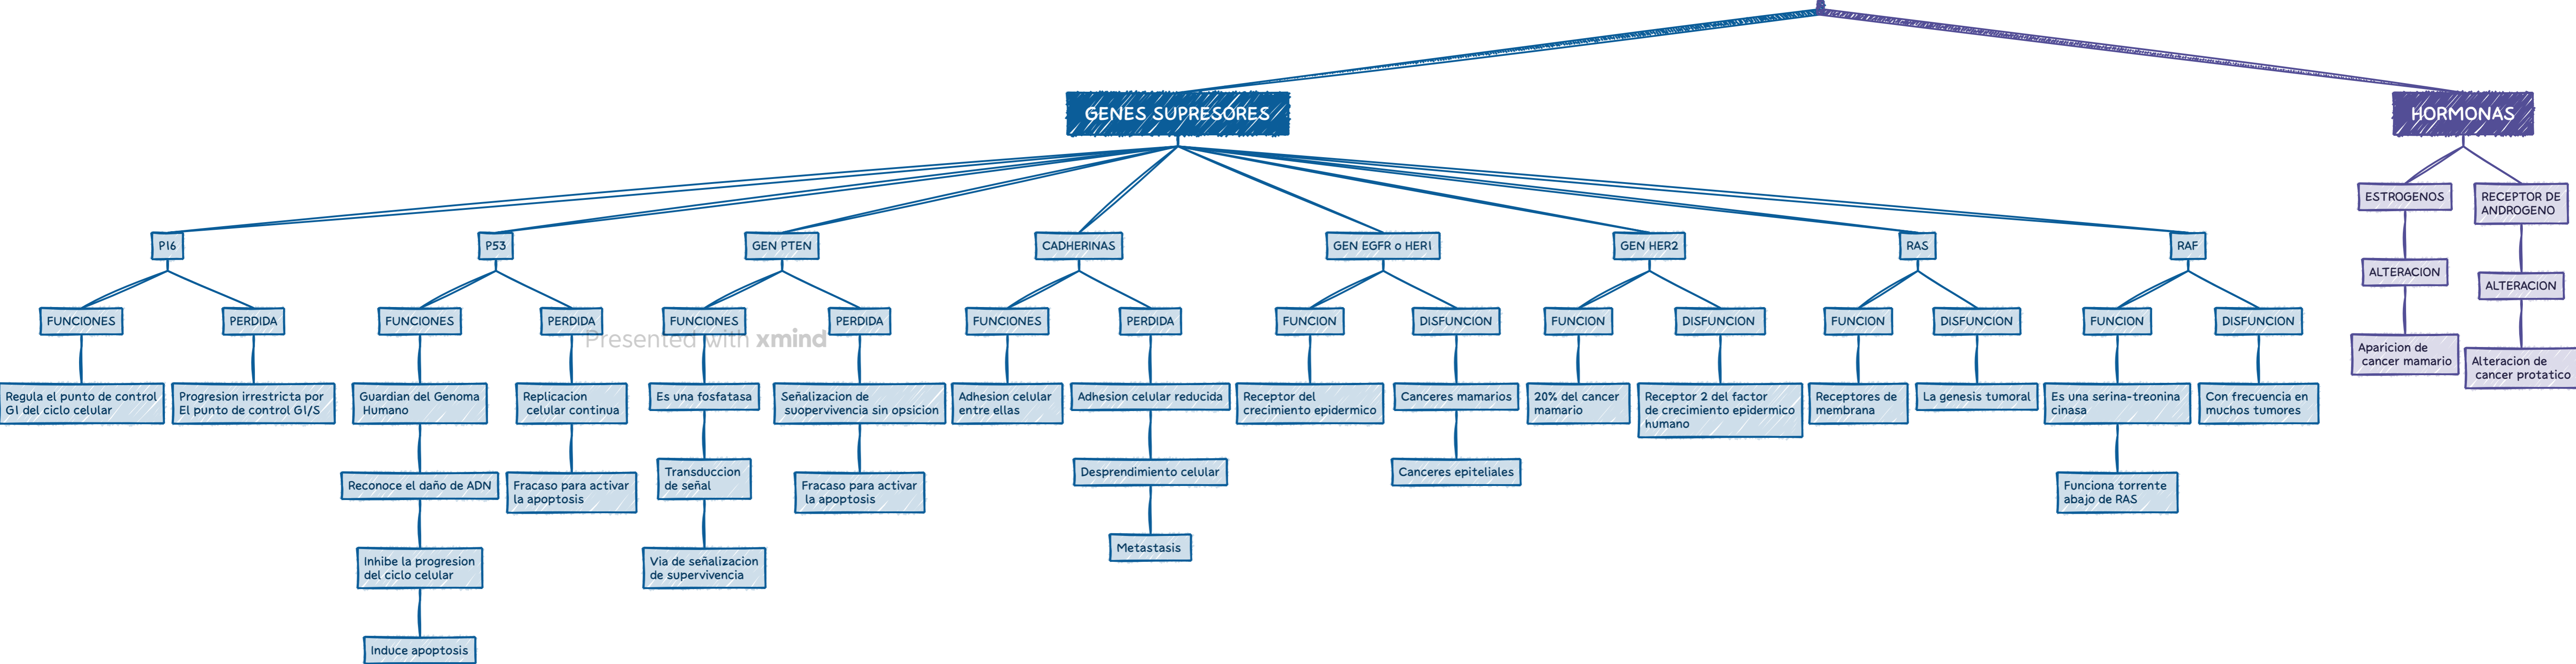 GENES SUPRESORES
HORMONAS
ESTROGENOS
RECEPTOR DE
ANDROGENO
P16
P53
GEN PTEN
CADHERINAS
GEN EGFR o HER1
GEN HER2
RAS
RAF
ALTERACION
ALTERACION
FUNCIONES
PERDIDA
FUNCIONES
PERDIDA
FUNCIONES
PERDIDA
FUNCIONES
PERDIDA
FUNCION
DISFUNCION
FUNCION
DISFUNCION
FUNCION
DISFUNCION
FUNCION
DISFUNCION
Presented with xmind
Aparicion de
cancer mamario
Alteracion de
cancer protatico
Regula el punto de control
G1 del ciclo celular
Progresion irrestricta por
El punto de control G1/S
Guardian del Genoma
Humano
Replicacion
celular continua
Es una fosfatasa
Señalizacion de
suopervivencia sin opsicion
Adhesion celular
entre ellas
Adhesion celular reducida
Receptor del
crecimiento epidermico
Canceres mamarios
20% del cancer
mamario
Receptor 2 del factor
de crecimiento epidermico
humano
Receptores de
membrana
La genesis tumoral
Es una serina-treonina
cinasa
Con frecuencia en
muchos tumores
Reconoce el daño de ADN
Fracaso para activar
la apoptosis
Transduccion
de señal
Fracaso para activar
la apoptosis
Desprendimiento celular
Canceres epiteliales
Funciona torrente
abajo de RAS
Inhibe la progresion
del ciclo celular
Via de señalizacion
de supervivencia
Metastasis
Induce apoptosis